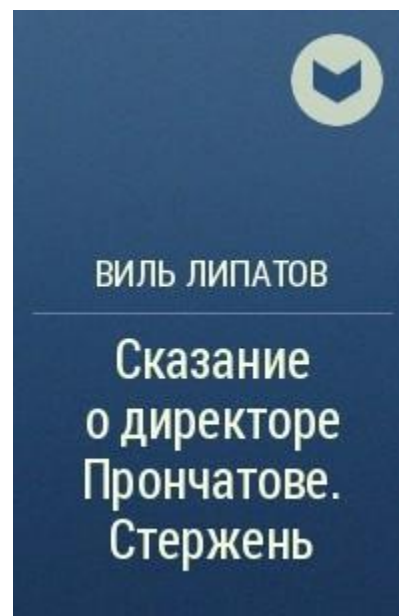 ВИЛЬ ЛИПАТОВ
Сказание
о директоре
Прончатове.
Стержень